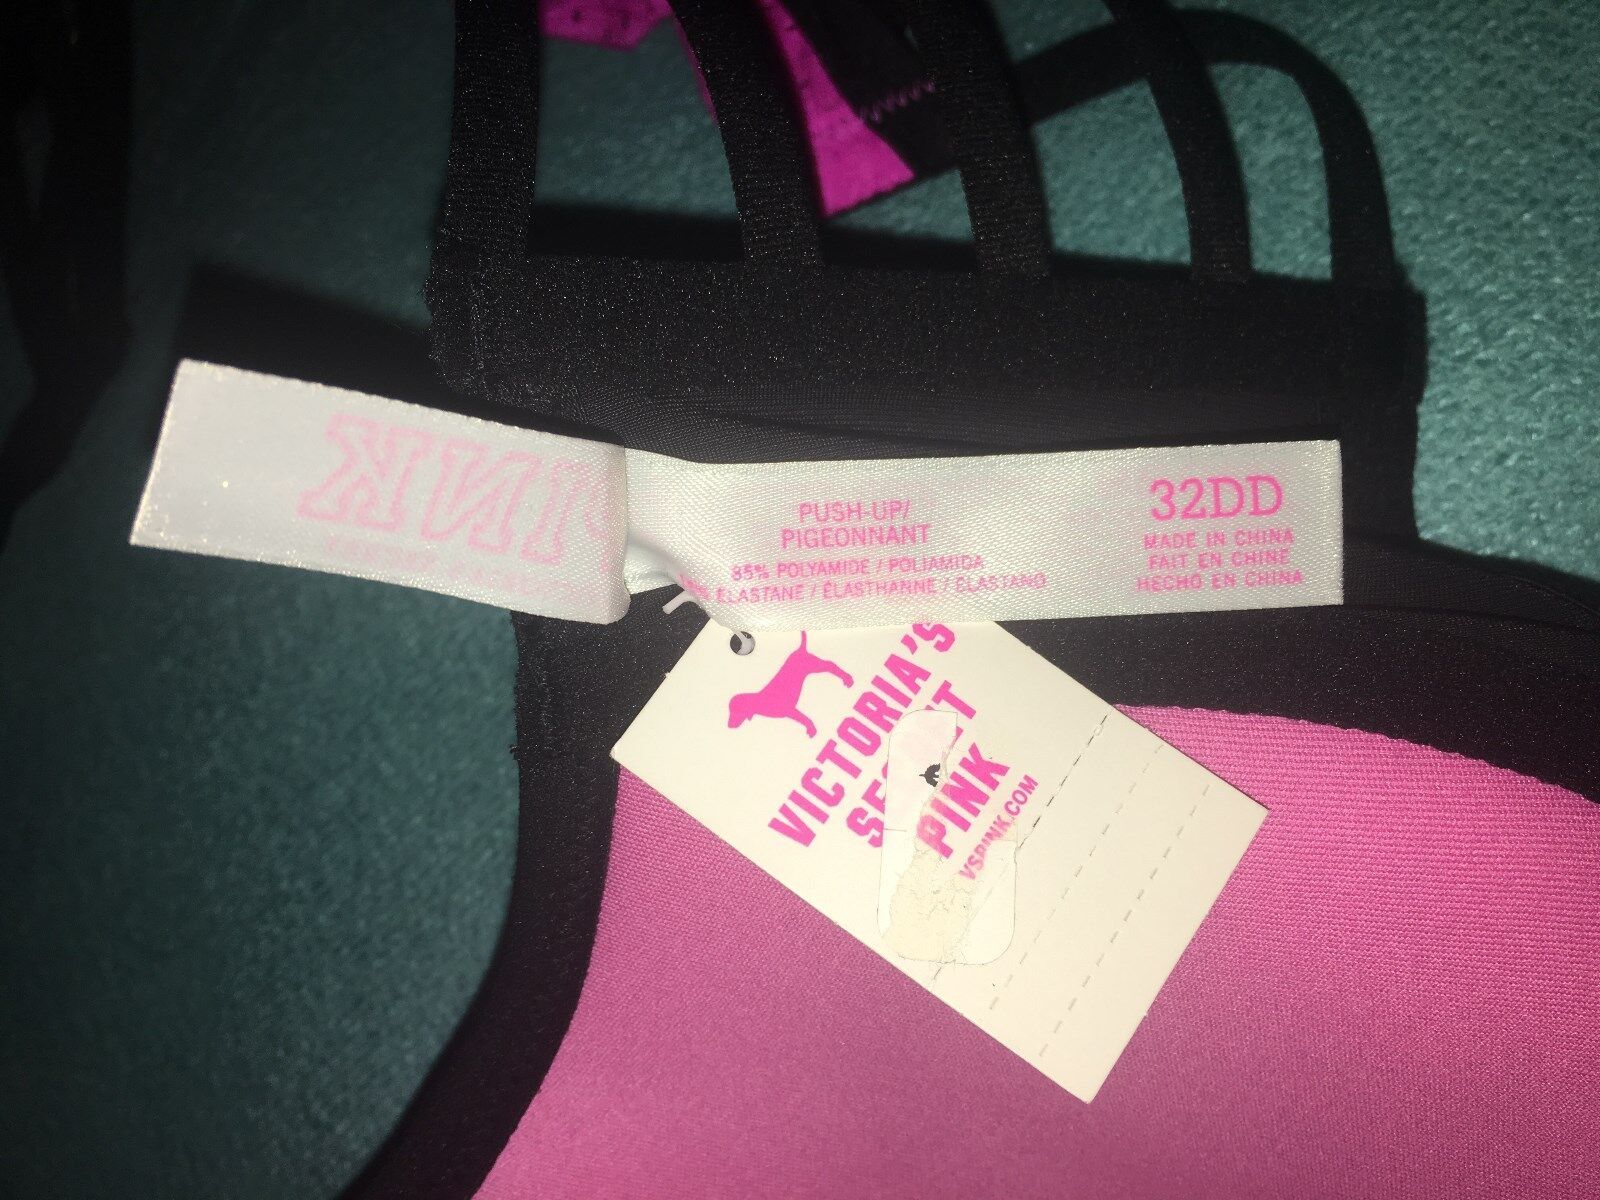 PUSH-UP/
PIGEONNANT
85% POLYAMIDE / POLIAMIDA
ELASTANE / ÉLASTHANNE / ELASTANO
32DD
MADE IN CHINA
FAIT EN CHINE
HECHO EN CHINA
PINK
VICTORIA'S
PINK
VSPINK.COM